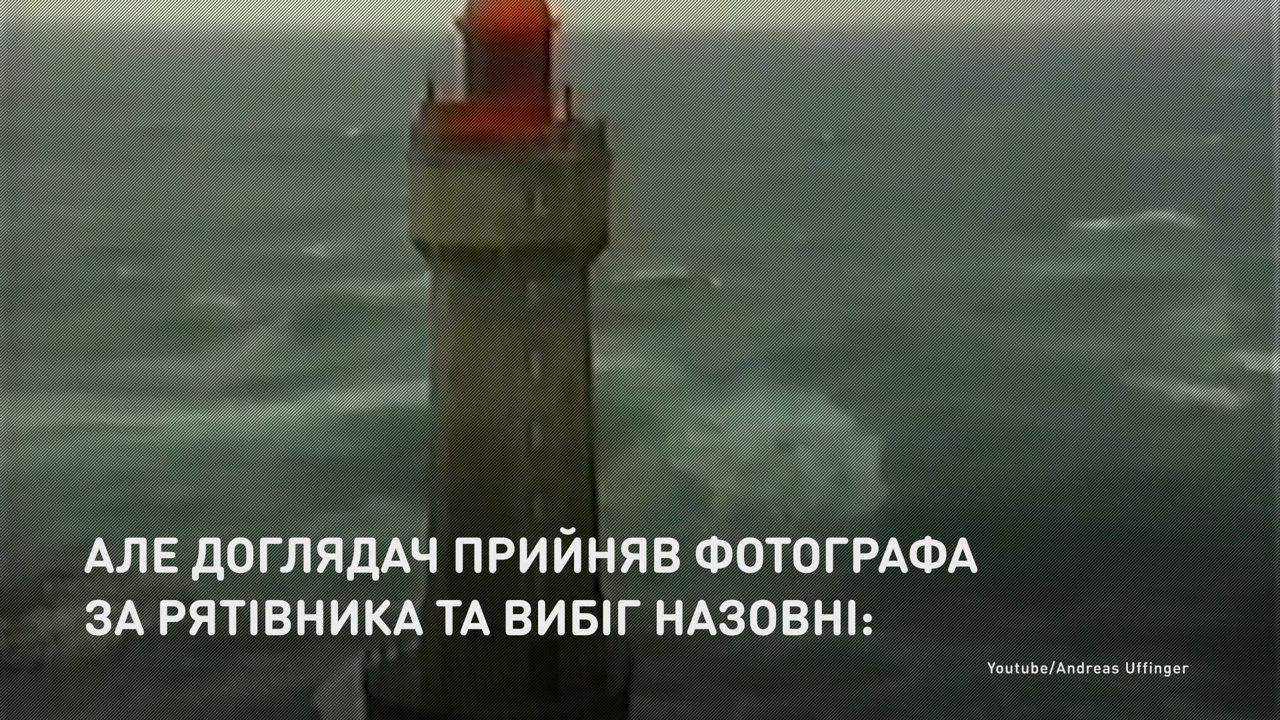 АЛЕ ДОГЛЯДАЧ ПРИЙНЯВ ФОТОГРАФА
ЗА РЯТІВНИКА ТА ВИБІГ НАЗОВНІ:
Youtube/Andreas Uffinger